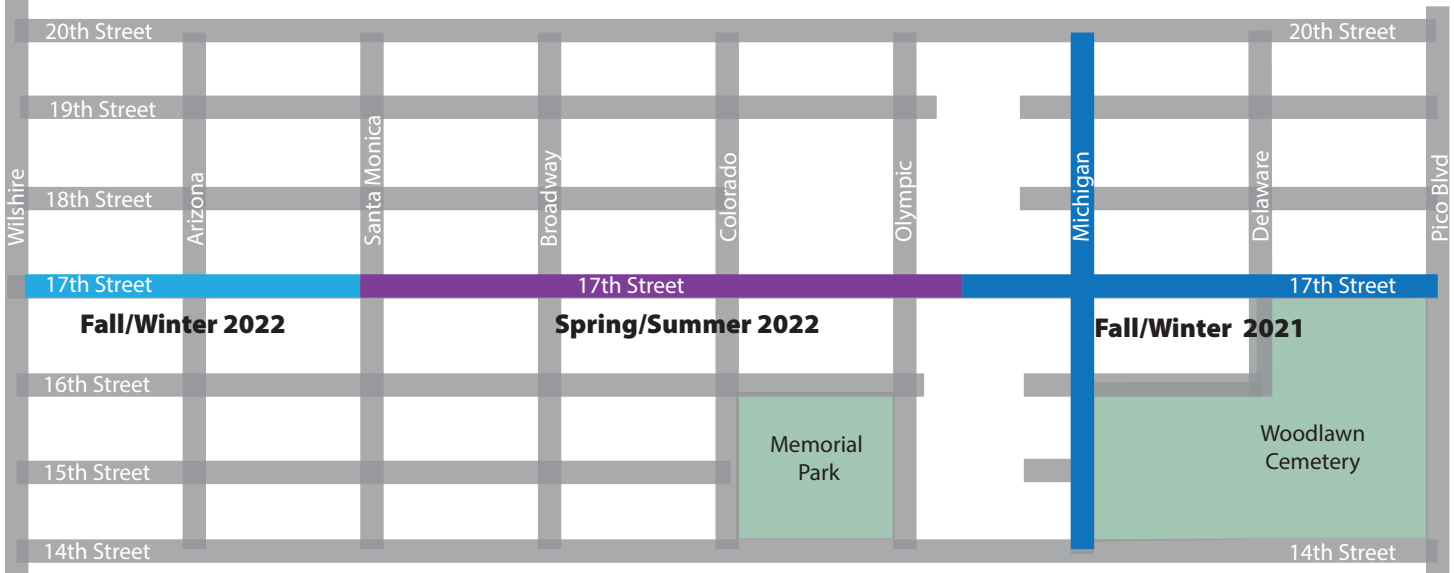 20th Street
20th Street
19th Street
Wilshire
Arizona
Santa Monica
Broadway
Colorado
Olympic
Michigan
Delaware
Pico Blvd
18th Street
17th Street
17th Street
17th Street
Fall/Winter 2022
Spring/Summer 2022
Fall/Winter 2021
16th Street
Memorial
Park
Woodlawn
Cemetery
15th Street
14th Street
14th Street